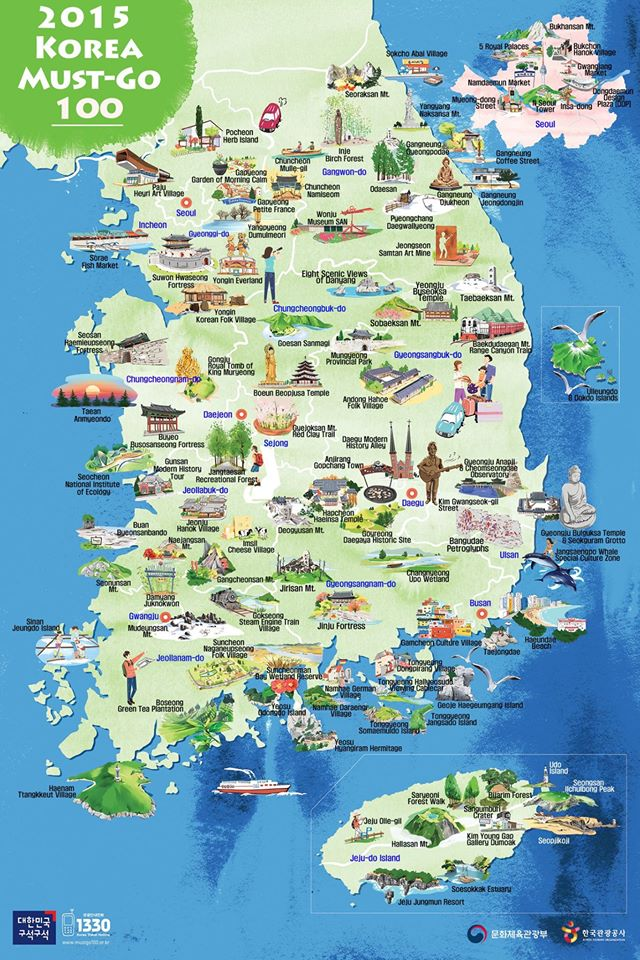 2015
KOREA
MUST-GO
100
Bukhansan Mt.
5 Royal Palaces
Bukchon
Hanok Village
Gwangjang
Market
Namdaemun Market
Dongdaemun
Design
Plaza (DDP)
Myeong-dong
Street
N Seoul
Tower
Insa-dong
Seoul
Sokcho Abai Village
Seoraksan Mt.
Yangyang
Naksansa Mt.
Pocheon
Herb Island
Inje
Birch Forest
Gangneung
Gyeongpodae
Gangneung
Coffee Street
Chuncheon
Mulle-gil
Gangwon-do
Gapyeong
Garden of Morning Calm
Paju
Heyri Art Village
Chuncheon
Namiseom
Odaesan
Gangneung
Jeongdongjin
Gapyeong
Petite France
Seoul
Wonju
Museum SAN
Pyeongchang
Daegwallyeong
Incheon
Gyeonggi-do
Yangpyeong
Dumulmeori
Jeongseon
Samtan Art Mine
Sorae
Fish Market
Suwon Hwaseong
Fortress
Yongin Everland
Eight Scenic Views
of Danyang
Yeongju
Buseoksa
Temple
Taebaeksan Mt.
Yongin
Korean Folk Village
Chungcheongbuk-do
Sobaeksan Mt.
Goesan Sanmagi
Seosan
Haemieupseong
Fortress
Mungyeong
Provincial Park
Baekdudaegan Mt.
Range Canyon Train
Gongju
Royal Tomb of
King Muryeong
Gyeongsangbuk-do
Chungcheongnam-do
Boeun Beopjusa Temple
Andong Hahoe
Folk Village
Ulleungdo
& Dokdo Islands
Taean
Anmyeondo
Daejeon
Buyeo
Busosanseong Fortress
Sejong
Gyejoksan Mt.
Red Clay Trail
Daegu Modern
History Alley
Gunsan
Modern History
Tour
Jangtaesan
Recreational Forest
Anjirang
Gopchang Town
Gyeongju Anapji
& Cheomseongdae
Observatory
Seocheon
National Institute
of Ecology
Jeollabuk-do
Daegu
Kim Gwangseok-gil
Street
Jeonju
Hanok Village
Hapcheon
Haeinsa Temple
Gyeongju Bulguksa Temple
& Seokguram Grotto
Buan
Byeonsanbando
Deogyusan Mt.
Goryeong
Daegaya Historic Site
Bangudae
Petroglyphs
Naejangsan
Mt.
Imsil
Cheese Village
Ulsan
Jangsaengpo Whale
Special Culture Zone
Seonunsan
Mt.
Gangcheonsan Mt.
Jirisan Mt.
Gyeongsangnam-do
Changnyeong
Upo Wetland
Damyang
Juknokwon
Busan
Gwangju
Gokseong
Steam Engine Train
Village
Mudeungsan
Mt.
Jinju Fortress
Sinan
Jeungdo Island
Gamcheon Culture Village
Taejongdae
Haeundae
Beach
Jeollanam-do
Suncheon
Naganeupseong
Folk Village
Suncheonman
Bay Wetland Reserve
Tongyeong
Dongpirang Village
Tongyeong Hallyeosudo
Viewing Cablecar
Namhae German
Village
Geoje Haegeumgang Island
Boseong
Green Tea Plantation
Yeosu
Odongdo Island
Namhae Daraengi
Village
Tongyeong
Somaemuldo Island
Tongyeong
Jangsado Island
Yeosu
Hyangiram Hermitage
Haenam
Ttangkkeut Village
Udo
Island
Seongsan
Ilchulbong Peak
Saryeoni
Forest Walk
Bijarim Forest
Sangumburi
Crater
Jeju Olle-gil
Kim Young Gap
Gallery Dumoak
Seopjikoji
Hallasan Mt.
Jeju-do Island
Soesokkak Estuary
Jeju Jungmun Resort
대한민국
구석구석
관광안내전화
1330
Korea Travel Hotline
www.mustgo100.or.kr
문화체육관광부
한국관광공사
KOREA TOURISM ORGANIZATION